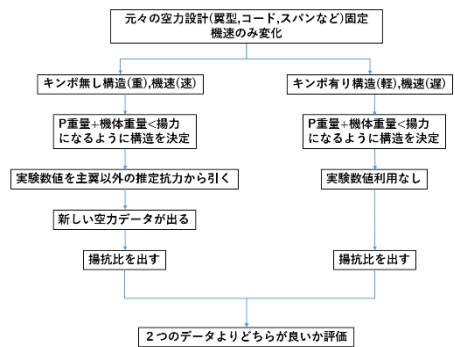 元々の空力設計(翼型,コード,スパンなど)固定
機速のみ変化
キンポ無し構造(重),機速(速)
キンポ有り構造(軽),機速(遅)
P重量+機体重量<揚力
になるように構造を決定
P重量+機体重量<揚力
になるように構造を決定
実験数値を主翼以外の推定抗力から引く
実験数値利用なし
新しい空力データが出る
揚抗比を出す
揚抗比を出す
２つのデータよりどちらが良いか評価